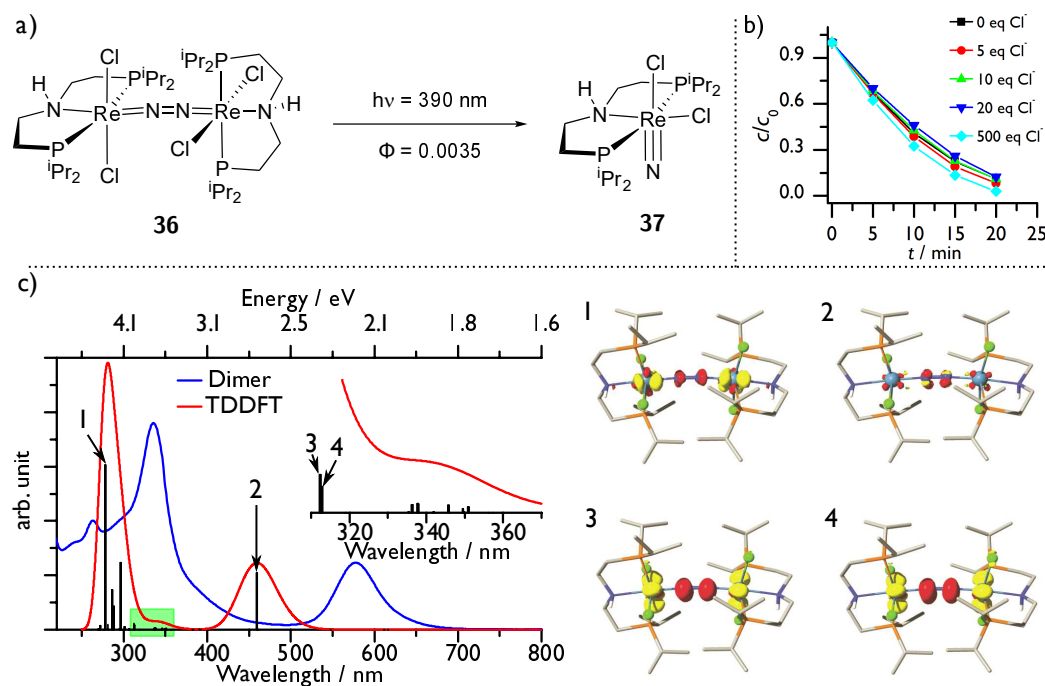 a)
PⁱPr₂
ⁱPr₂
P
Cl
H
N
Cl
Re
N
N
Re
N
H
P
ⁱPr₂
Cl
Cl
P
ⁱPr₂
36
hν = 390 nm
Φ = 0.0035
Cl
PⁱPr₂
H
N
Re
Cl
P
ⁱPr₂
N
37
b)
c/c₀
0.9
0.6
0.3
0.0
0 5 10 15 20 25
t / min
0 eq Cl⁻
5 eq Cl⁻
10 eq Cl⁻
20 eq Cl⁻
500 eq Cl⁻
c)
Energy / eV
4.1 3.1 2.5 2.1 1.8 1.6
Dimer
TDDFT
arb. unit
1
2
3
4
320 340 360
Wavelength / nm
300 400 500 600 700 800
Wavelength / nm
1
2
3
4